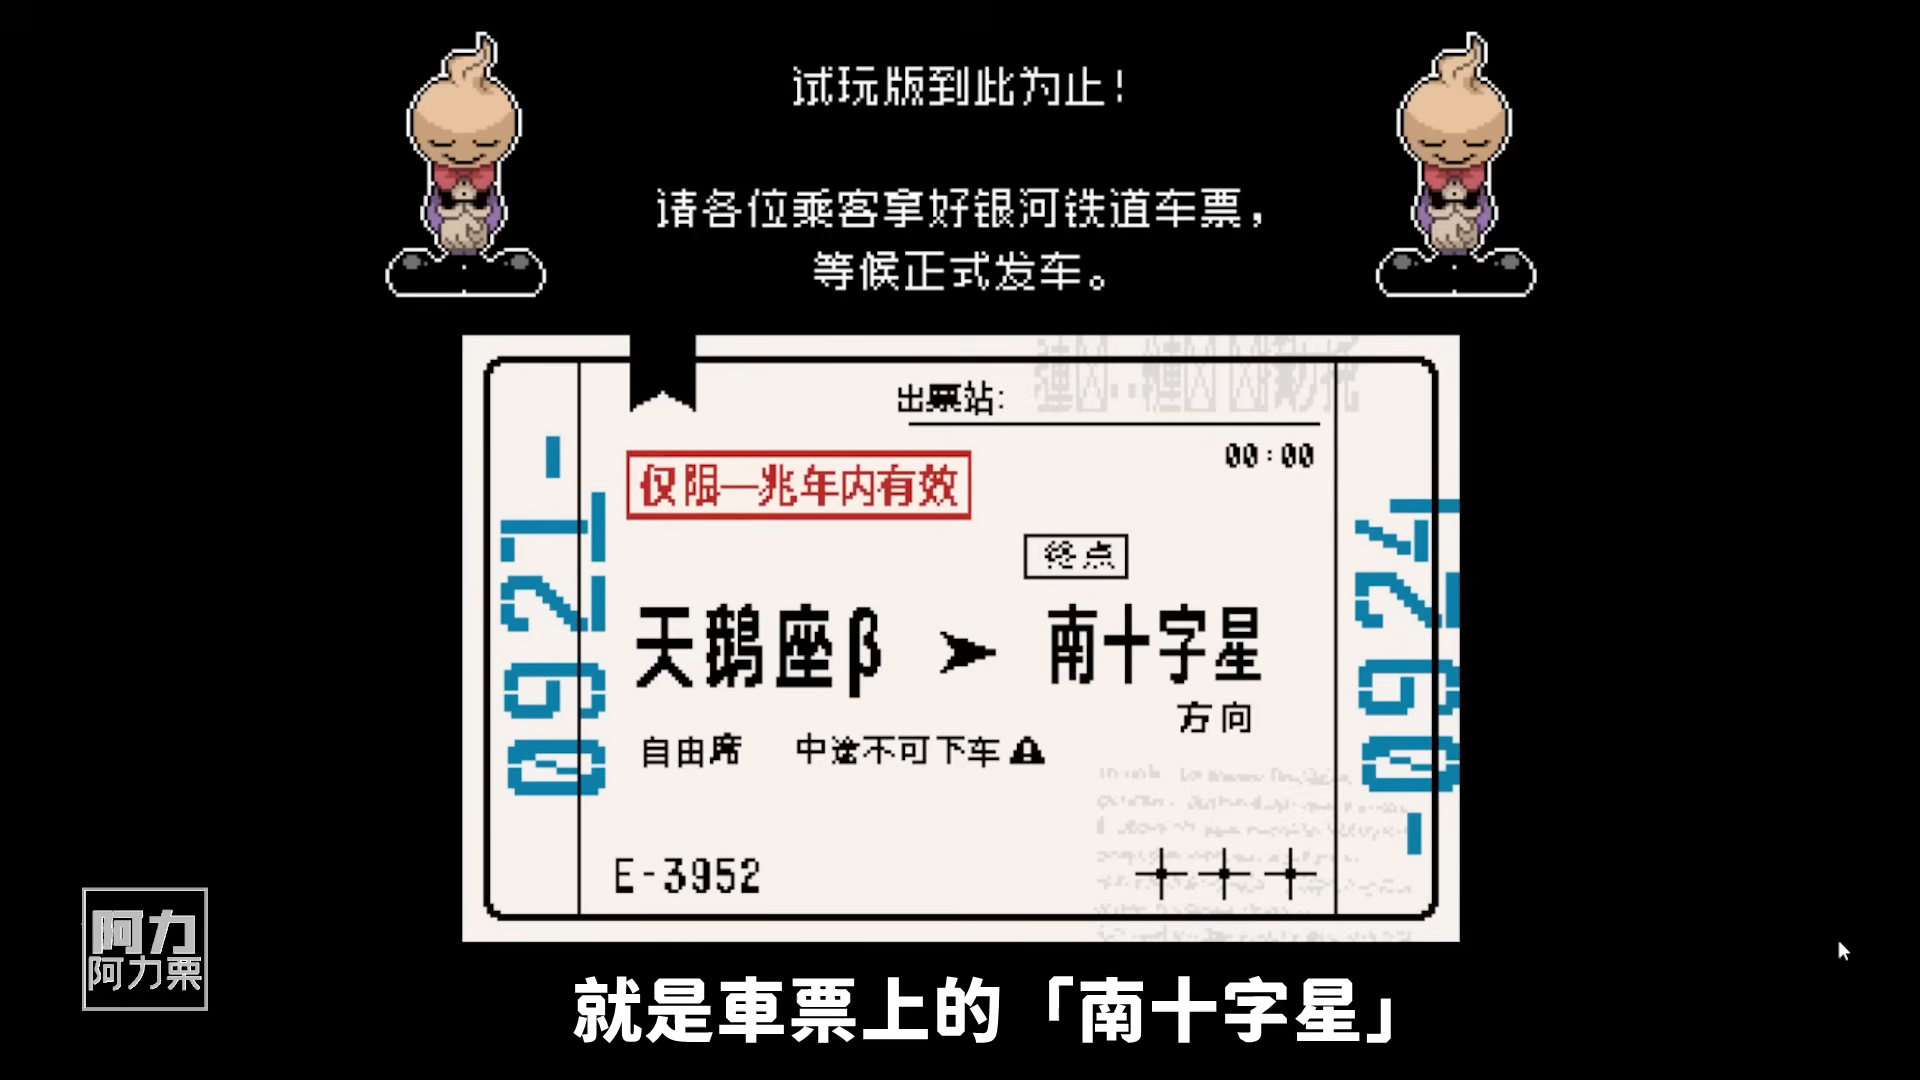 试玩版到此为止！
请各位乘客拿好银河铁道车票，
等候正式发车。
出票站：
00:00
仅限一兆年内有效
终点
天鹅座β ➤ 南十字星
方向
自由席 中途不可下车
E-3952
0921-
-0924
阿力
阿力栗
就是車票上的「南十字星」